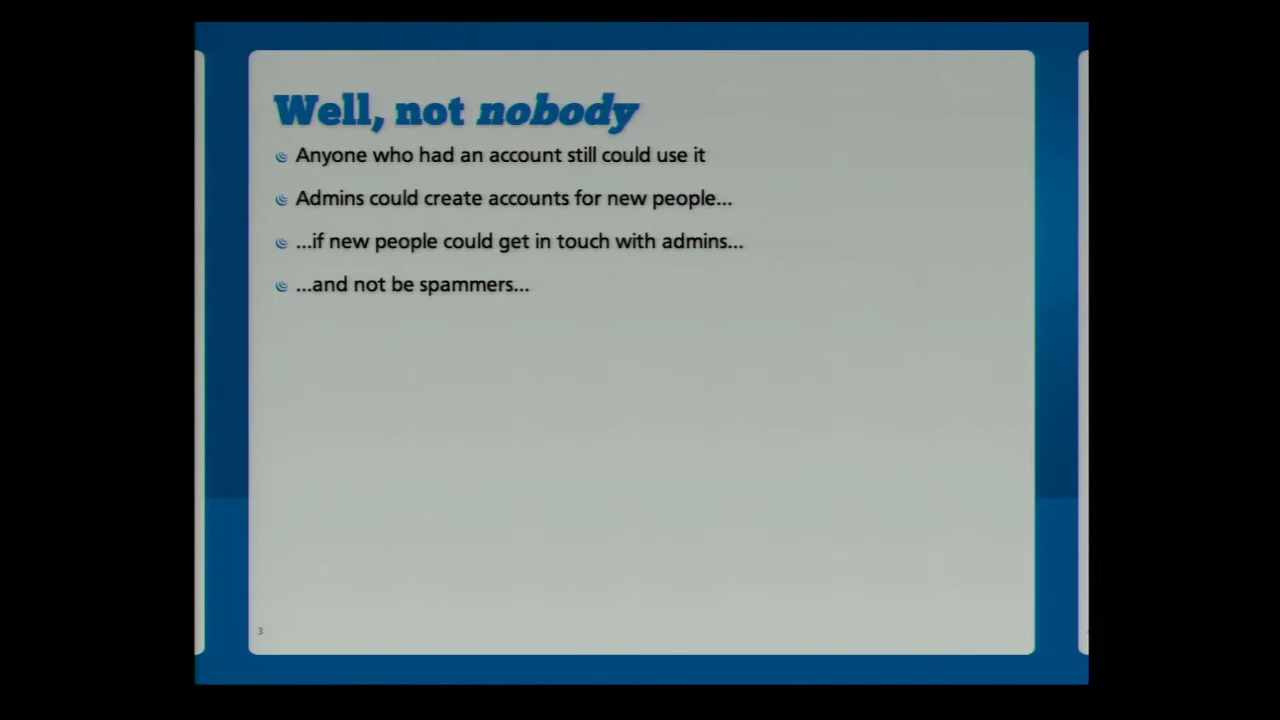 Well, not nobody
Anyone who had an account still could use it
Admins could create accounts for new people...
...if new people could get in touch with admins...
...and not be spammers...
3